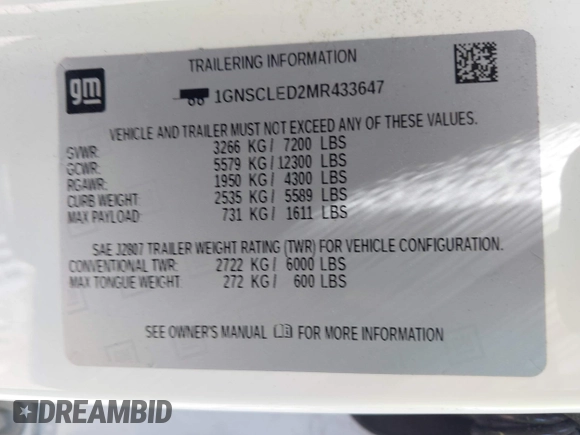 gm
TRAILERING INFORMATION
1GNSCLED2MR433647
VEHICLE AND TRAILER MUST NOT EXCEED ANY OF THESE VALUES.
GVWR: 3266 KG / 7200 LBS
GCWR: 5579 KG / 12300 LBS
RGAWR: 1950 KG / 4300 LBS
CURB WEIGHT: 2535 KG / 5589 LBS
MAX PAYLOAD: 731 KG / 1611 LBS
SAE J2807 TRAILER WEIGHT RATING (TWR) FOR VEHICLE CONFIGURATION.
CONVENTIONAL TWR: 2722 KG / 6000 LBS
MAX TONGUE WEIGHT: 272 KG / 600 LBS
SEE OWNER'S MANUAL FOR MORE INFORMATION
DREAMBID